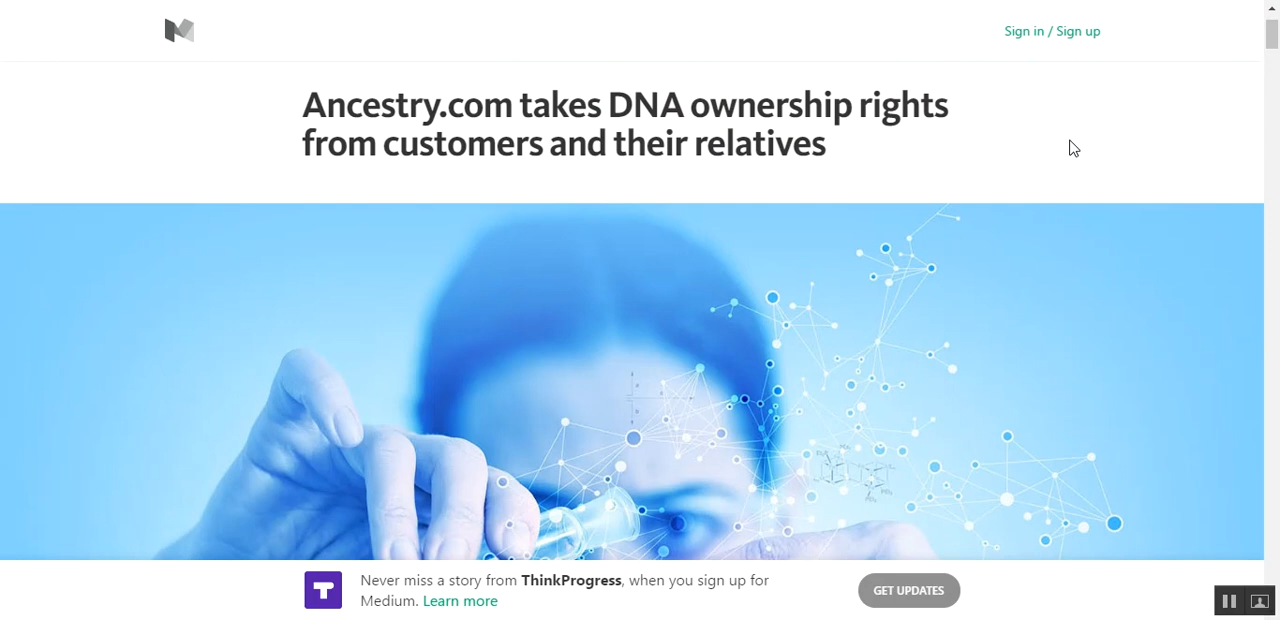 Sign in / Sign up
Ancestry.com takes DNA ownership rights
from customers and their relatives
Never miss a story from ThinkProgress, when you sign up for
Medium. Learn more
GET UPDATES